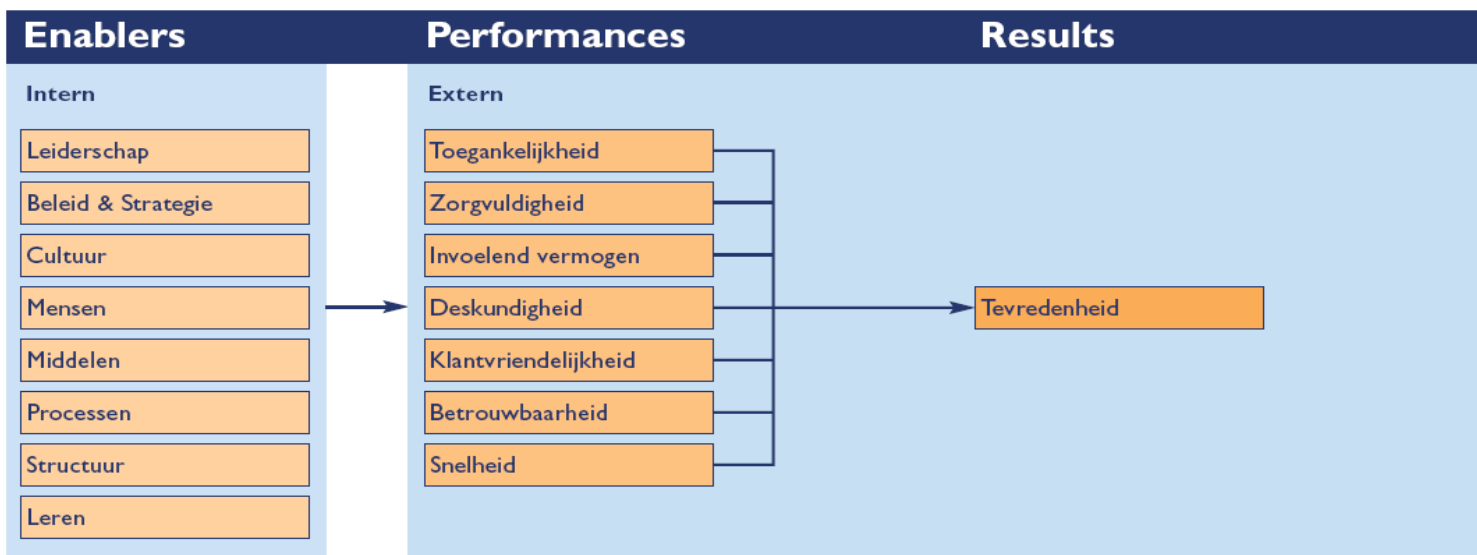 Enablers
Performances
Results
Intern
Leiderschap
Beleid & Strategie
Cultuur
Mensen
Middelen
Processen
Structuur
Leren
Extern
Toegankelijkheid
Zorgvuldigheid
Invoelend vermogen
Deskundigheid
Klantvriendelijkheid
Betrouwbaarheid
Snelheid
Tevredenheid